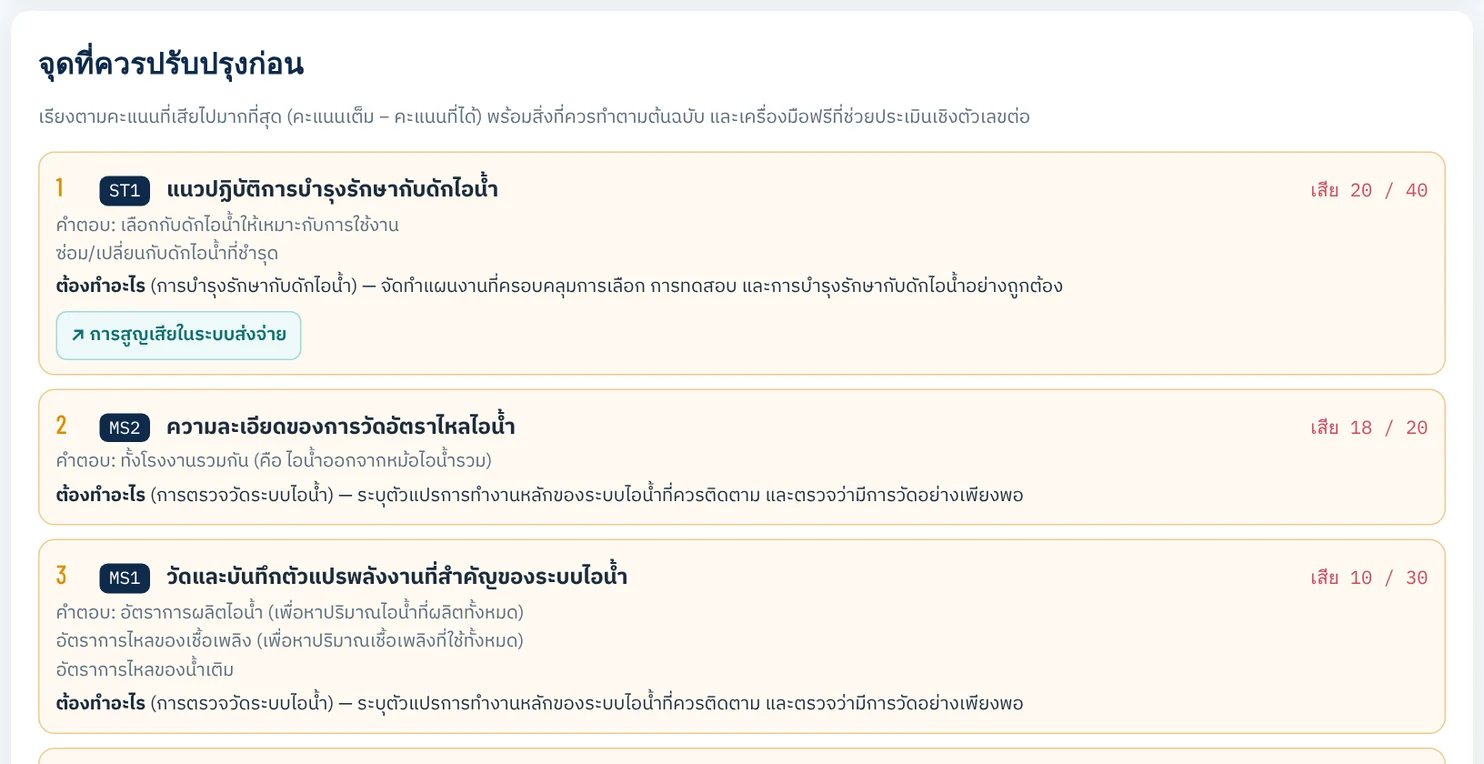 จุดที่ควรปรับปรุงก่อน
เรียงตามคะแนนที่เสียไปมากที่สุด (คะแนนเต็ม – คะแนนที่ได้) พร้อมสิ่งที่ควรทำตามต้นฉบับ และเครื่องมือฟรีที่ช่วยประเมินเชิงตัวเลขต่อ
1 ST1 แนวปฏิบัติการบำรุงรักษากับดักไอน้ำ เสีย 20 / 40
คำตอบ: เลือกกับดักไอน้ำให้เหมาะกับการใช้งาน
ซ่อม/เปลี่ยนกับดักไอน้ำที่ชำรุด
ต้องทำอะไร (การบำรุงรักษากับดักไอน้ำ) — จัดทำแผนงานที่ครอบคลุมการเลือก การทดสอบ และการบำรุงรักษากับดักไอน้ำอย่างถูกต้อง
↗ การสูญเสียในระบบส่งจ่าย
2 MS2 ความละเอียดของการวัดอัตราไหลไอน้ำ เสีย 18 / 20
คำตอบ: ทั้งโรงงานรวมกัน (คือ ไอน้ำออกจากหม้อไอน้ำรวม)
ต้องทำอะไร (การตรวจวัดระบบไอน้ำ) — ระบุตัวแปรการทำงานหลักของระบบไอน้ำที่ควรติดตาม และตรวจว่ามีการวัดอย่างเพียงพอ
3 MS1 วัดและบันทึกตัวแปรพลังงานที่สำคัญของระบบไอน้ำ เสีย 10 / 30
คำตอบ: อัตราการผลิตไอน้ำ (เพื่อหาปริมาณไอน้ำที่ผลิตทั้งหมด)
อัตราการไหลของเชื้อเพลิง (เพื่อหาปริมาณเชื้อเพลิงที่ใช้ทั้งหมด)
อัตราการไหลของน้ำเติม
ต้องทำอะไร (การตรวจวัดระบบไอน้ำ) — ระบุตัวแปรการทำงานหลักของระบบไอน้ำที่ควรติดตาม และตรวจว่ามีการวัดอย่างเพียงพอ